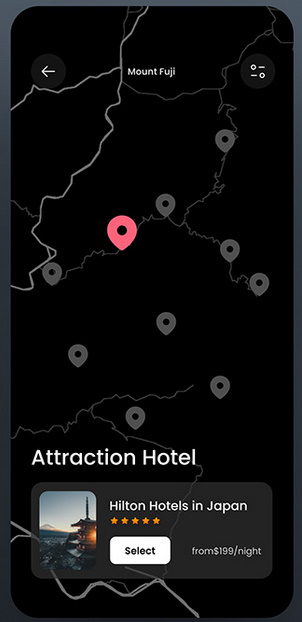 Mount Fuji
Attraction Hotel
Hilton Hotels in Japan
Select
from$199/night